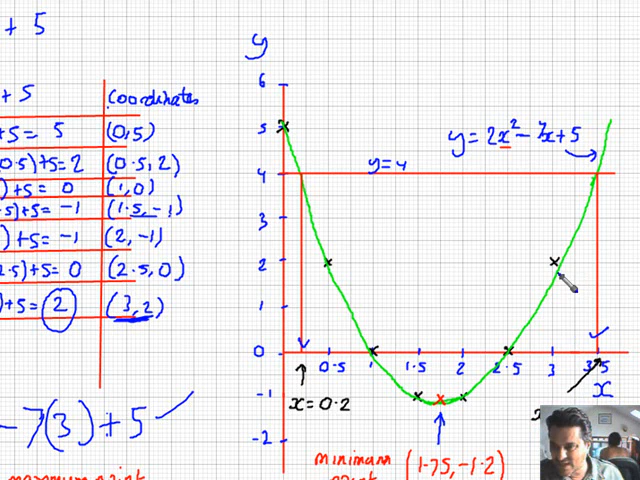 + 5
+ 5
coordinates
+5 = 5
(0,5)
0.5)+5=2
(0.5, 2)
)+5 = 0
(1,0)
.5)+5 = -1
(1.5, -1)
)+5 = -1
(2, -1)
2.5)+5 = 0
(2.5, 0)
)+5 = 2
(3,2)
-7(3)+5
y
6
5
4
3
2
1
0
-1
-2
0.5
1
1.5
2
2.5
3
3.5
x
y=4
y = 2x² - 7x + 5
x = 0.2
x
minimum
point
(1.75, -1.2)
maximum point